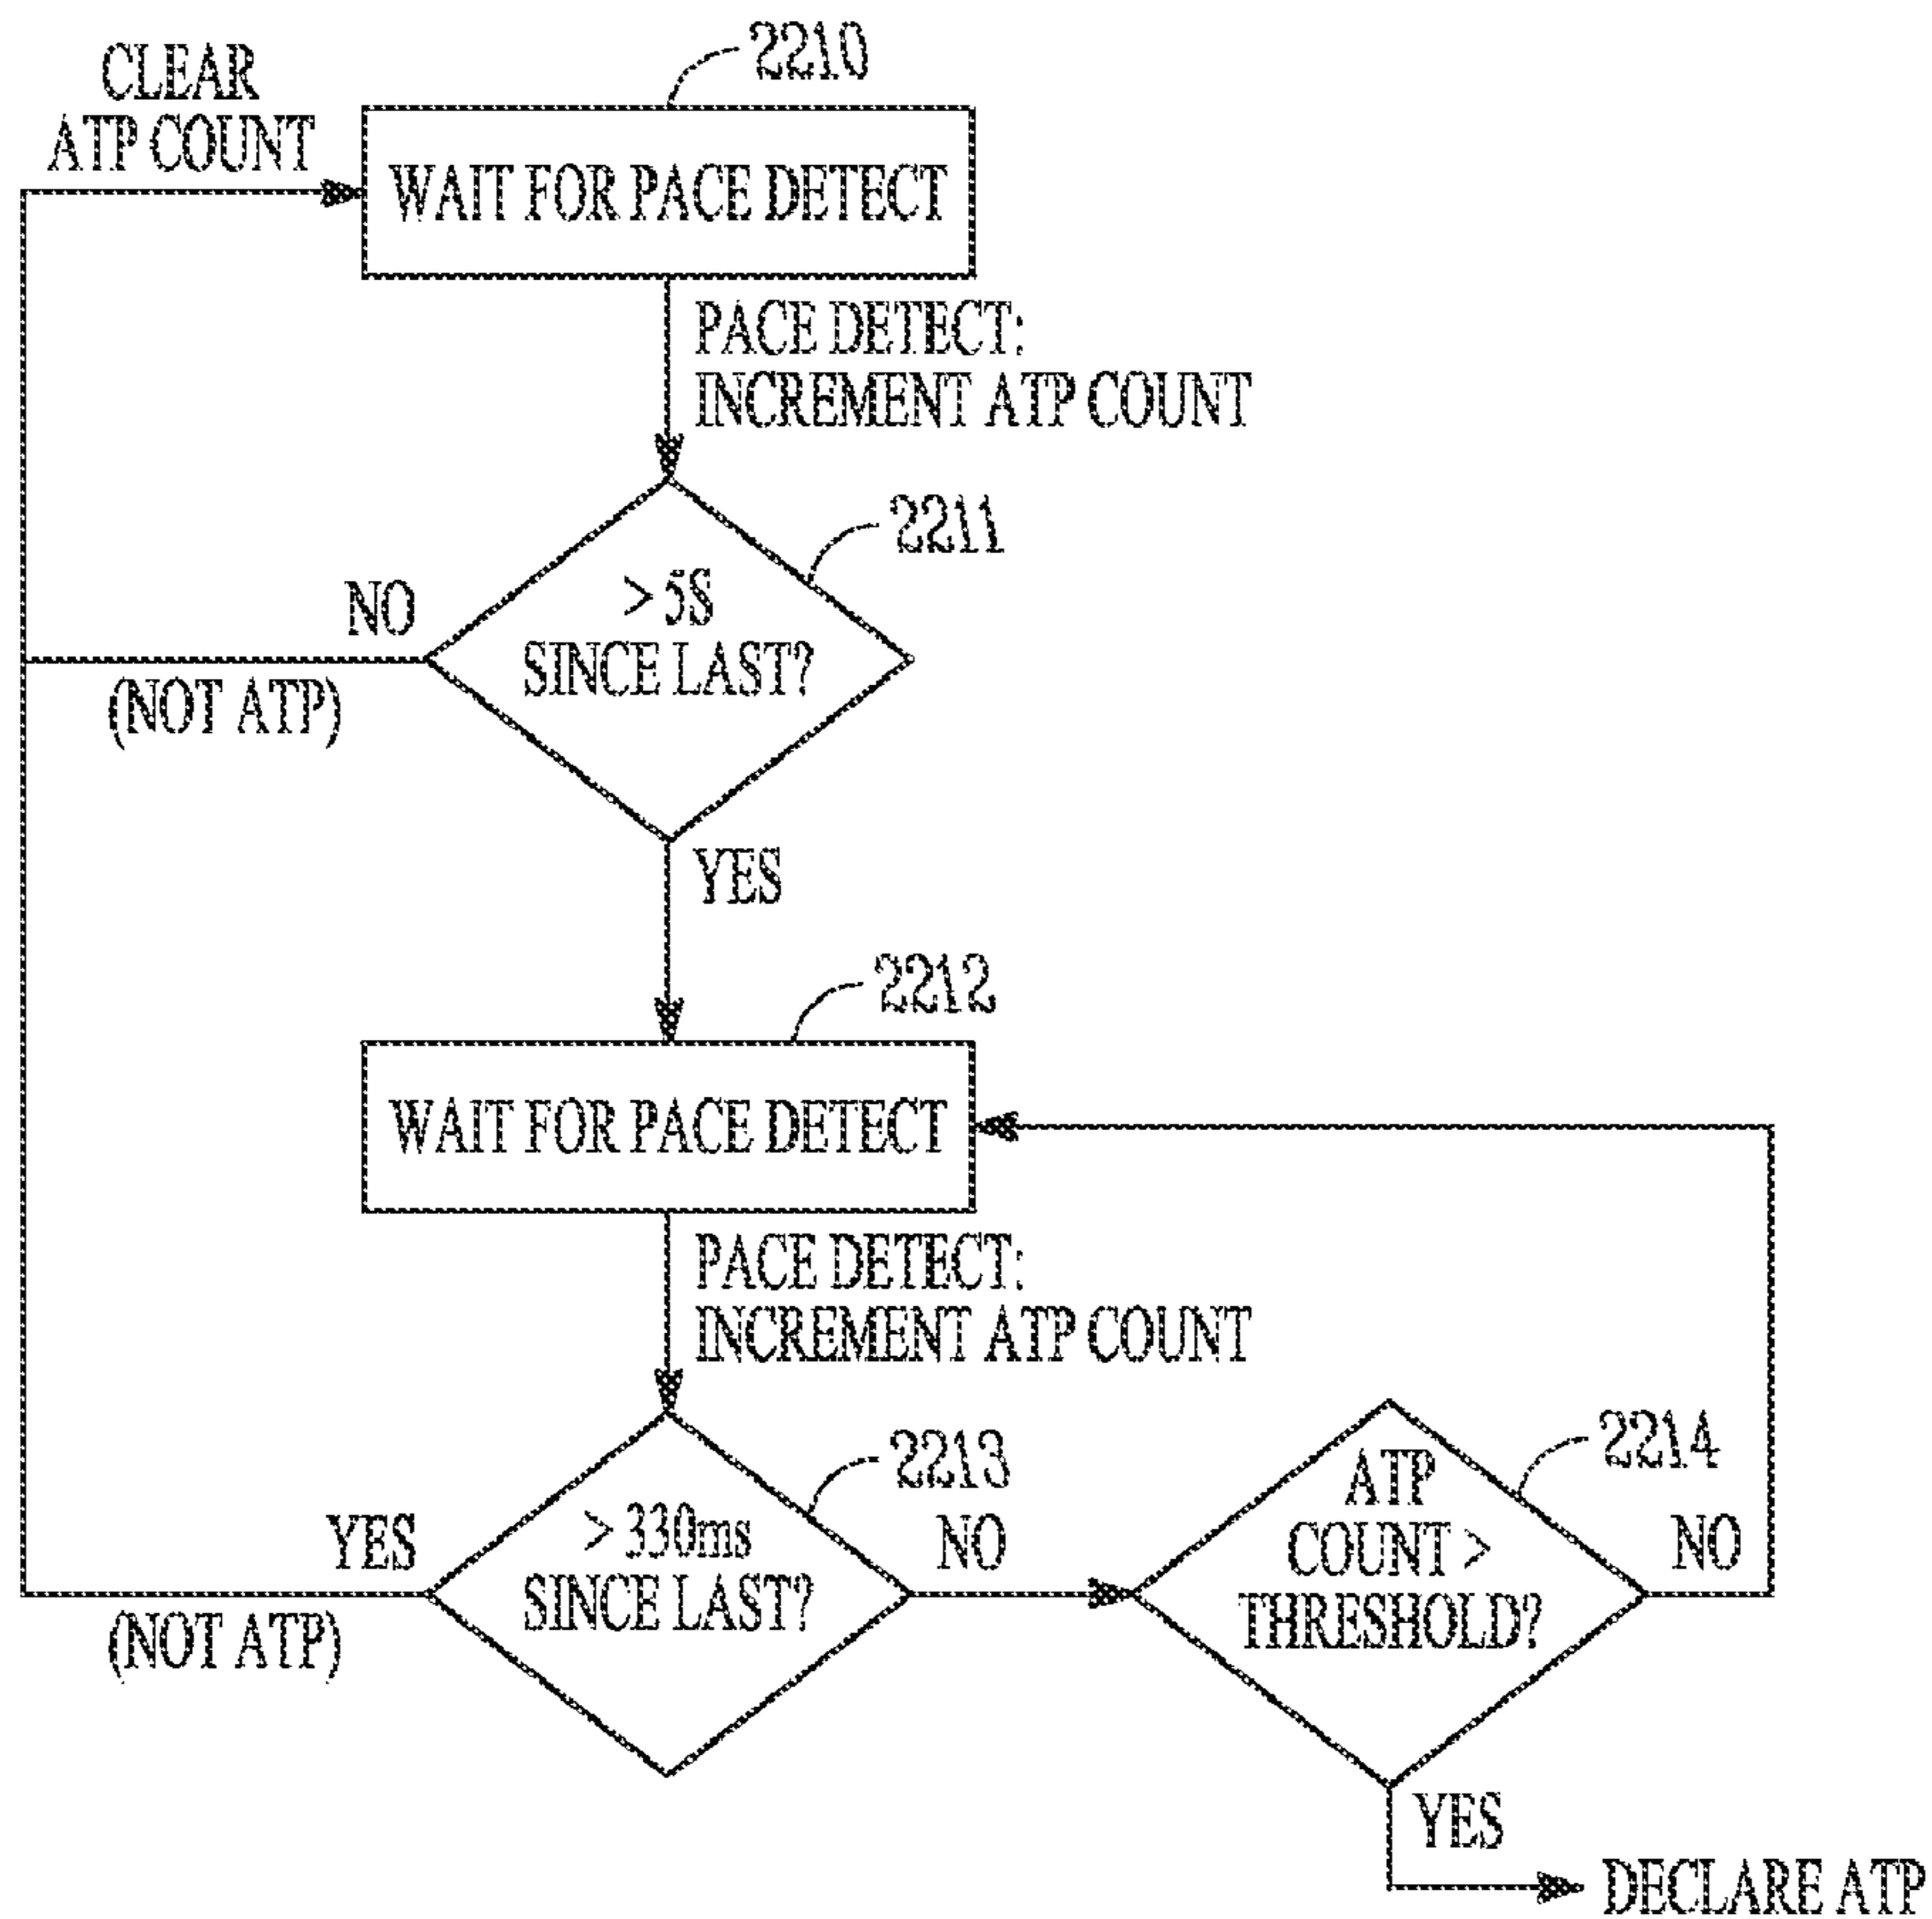 2210
CLEAR
ATP COUNT
WAIT FOR PACE DETECT
PACE DETECT:
INCREMENT ATP COUNT
2211
> 5S
SINCE LAST?
NO
(NOT ATP)
YES
2212
WAIT FOR PACE DETECT
PACE DETECT:
INCREMENT ATP COUNT
2213
> 330ms
SINCE LAST?
YES
(NOT ATP)
NO
2214
ATP
COUNT >
THRESHOLD?
NO
YES
DECLARE ATP